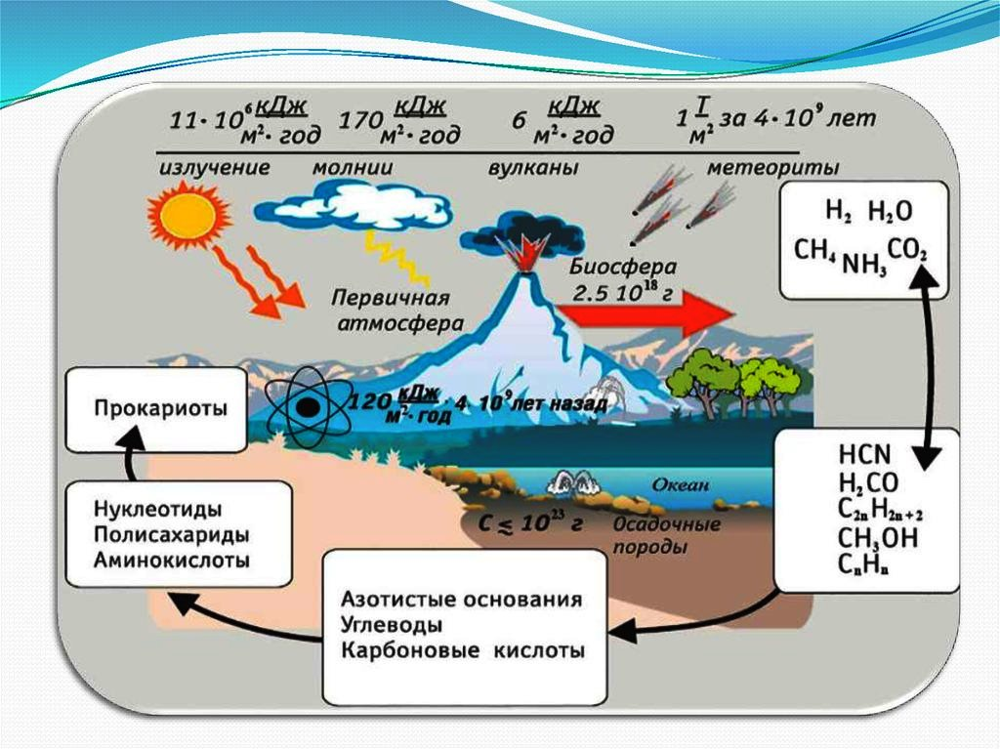 11·10⁶ кДж/м²·год 170 кДж/м²·год 6 кДж/м²·год 1 Т/м² за 4·10⁹ лет
излучение молнии вулканы метеориты
H₂ H₂O
CH₄ NH₃ CO₂
Биосфера
2.5 10¹⁸ г
Первичная
атмосфера
120 кДж/м²·год · 4 · 10⁹ лет назад
Прокариоты
Нуклеотиды
Полисахариды
Аминокислоты
Океан
C ≤ 10²³ г
Осадочные
породы
HCN
H₂CO
C₂ₙH₂ₙ₊₂
CH₃OH
CₙHₙ
Азотистые основания
Углеводы
Карбоновые кислоты